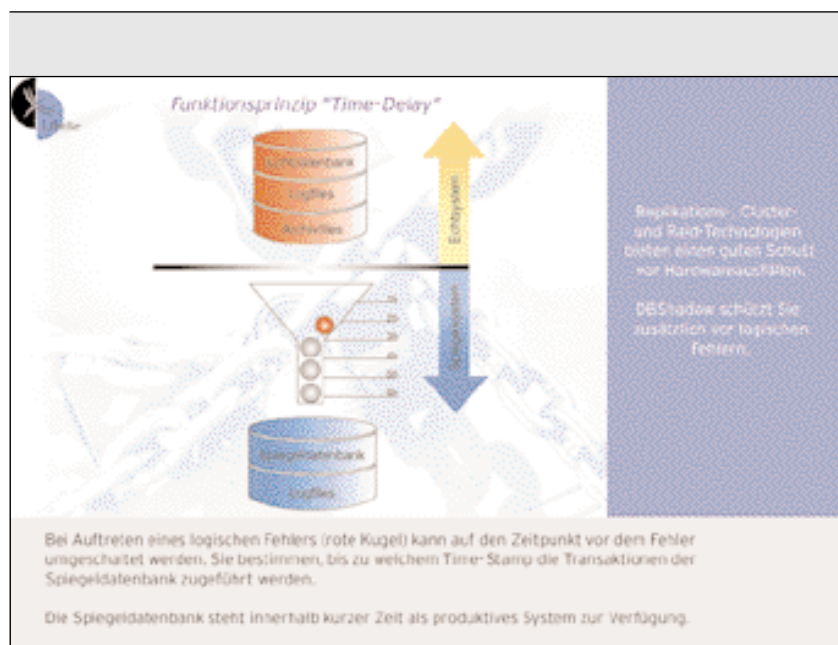 Libelle
Funktionsprinzip "Time-Delay"
Echtdatenbank
Logfiles
Archivfiles
Echtsystem
Spiegelsystem
Spiegeldatenbank
Logfiles
Replikations-, Cluster-
und Raid-Technologien
bieten einen guten Schutz
vor Hardwareausfällen.
DBShadow schützt Sie
zusätzlich vor logischen
Fehlern.
Bei Auftreten eines logischen Fehlers (rote Kugel) kann auf den Zeitpunkt vor dem Fehler
umgeschaltet werden. Sie bestimmen, bis zu welchem Time-Stamp die Transaktionen der
Spiegeldatenbank zugeführt werden.
Die Spiegeldatenbank steht innerhalb kurzer Zeit als produktives System zur Verfügung.